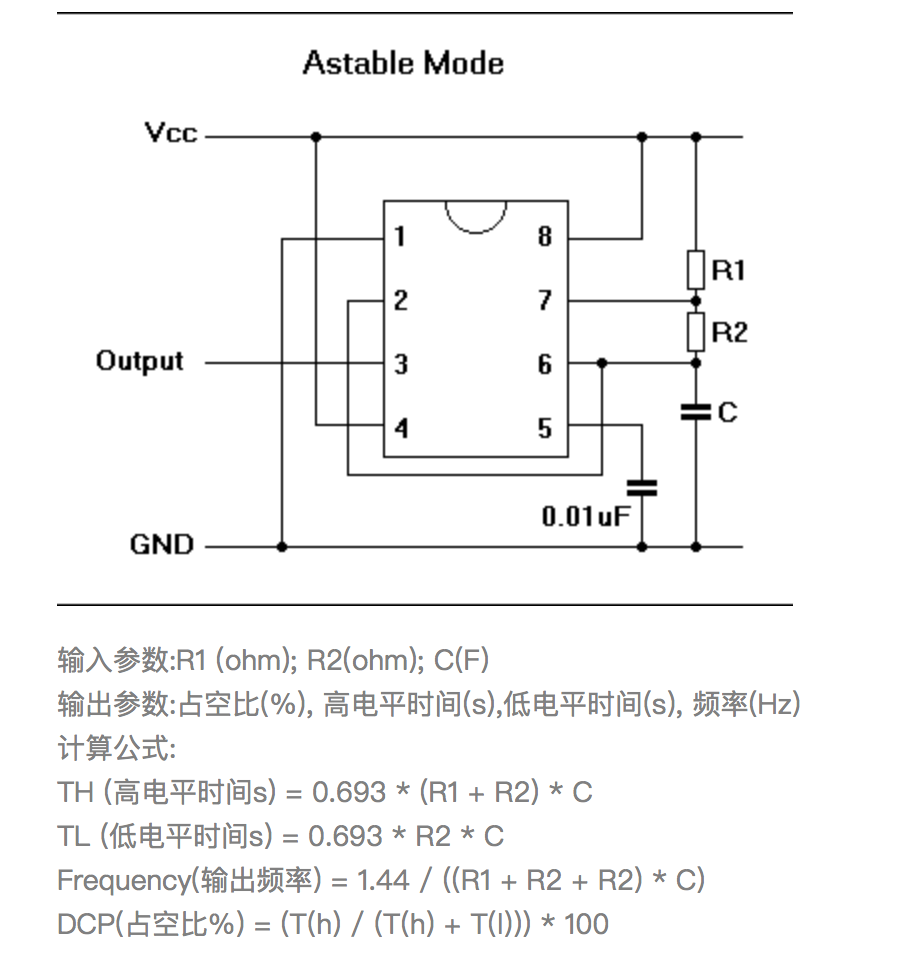 Astable Mode
Vcc
1 8
R1
2 7
R2
Output 3 6
C
4 5
0.01uF
GND
输入参数:R1 (ohm); R2(ohm); C(F)
输出参数:占空比(%), 高电平时间(s),低电平时间(s), 频率(Hz)
计算公式:
TH (高电平时间s) = 0.693 * (R1 + R2) * C
TL (低电平时间s) = 0.693 * R2 * C
Frequency(输出频率) = 1.44 / ((R1 + R2 + R2) * C)
DCP(占空比%) = (T(h) / (T(h) + T(l))) * 100